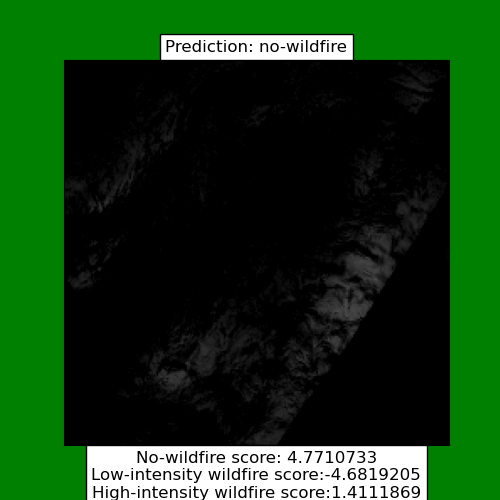 Prediction: no-wildfire
No-wildfire score: 4.7710733
Low-intensity wildfire score:-4.6819205
High-intensity wildfire score:1.4111869